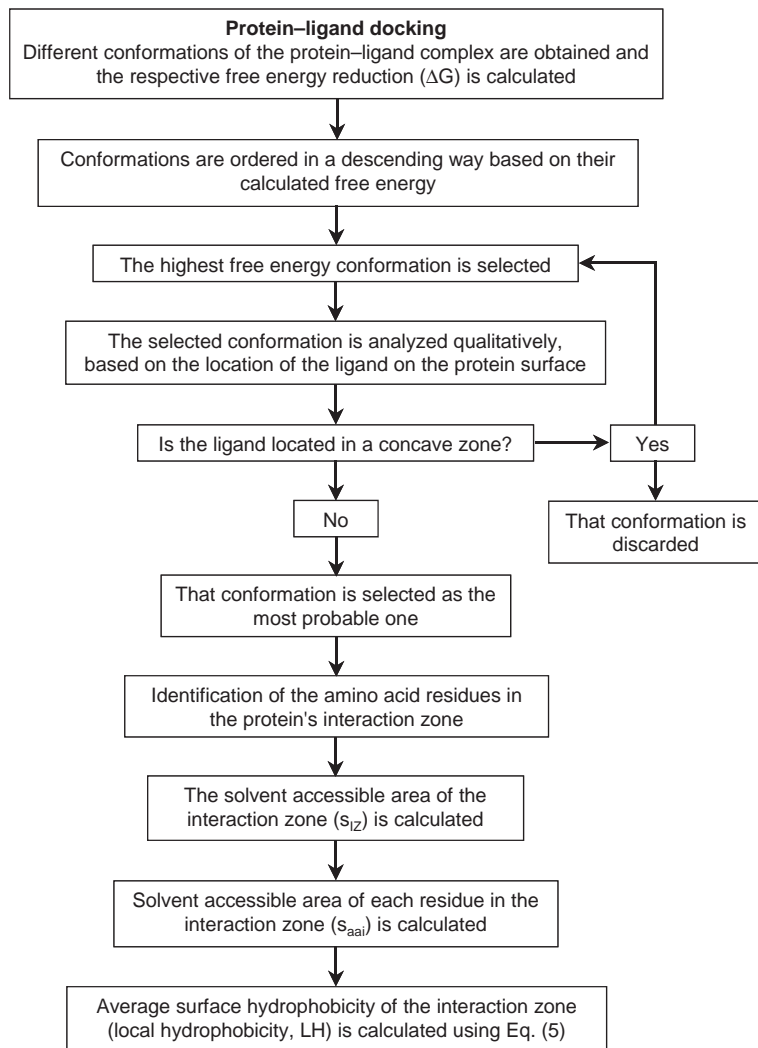 Protein–ligand docking
Different conformations of the protein–ligand complex are obtained and
the respective free energy reduction (ΔG) is calculated
Conformations are ordered in a descending way based on their
calculated free energy
The highest free energy conformation is selected
The selected conformation is analyzed qualitatively,
based on the location of the ligand on the protein surface
Is the ligand located in a concave zone?
Yes
No
That conformation is
discarded
That conformation is selected as the
most probable one
Identification of the amino acid residues in
the protein's interaction zone
The solvent accessible area of the
interaction zone (sIZ) is calculated
Solvent accessible area of each residue in the
interaction zone (saai) is calculated
Average surface hydrophobicity of the interaction zone
(local hydrophobicity, LH) is calculated using Eq. (5)